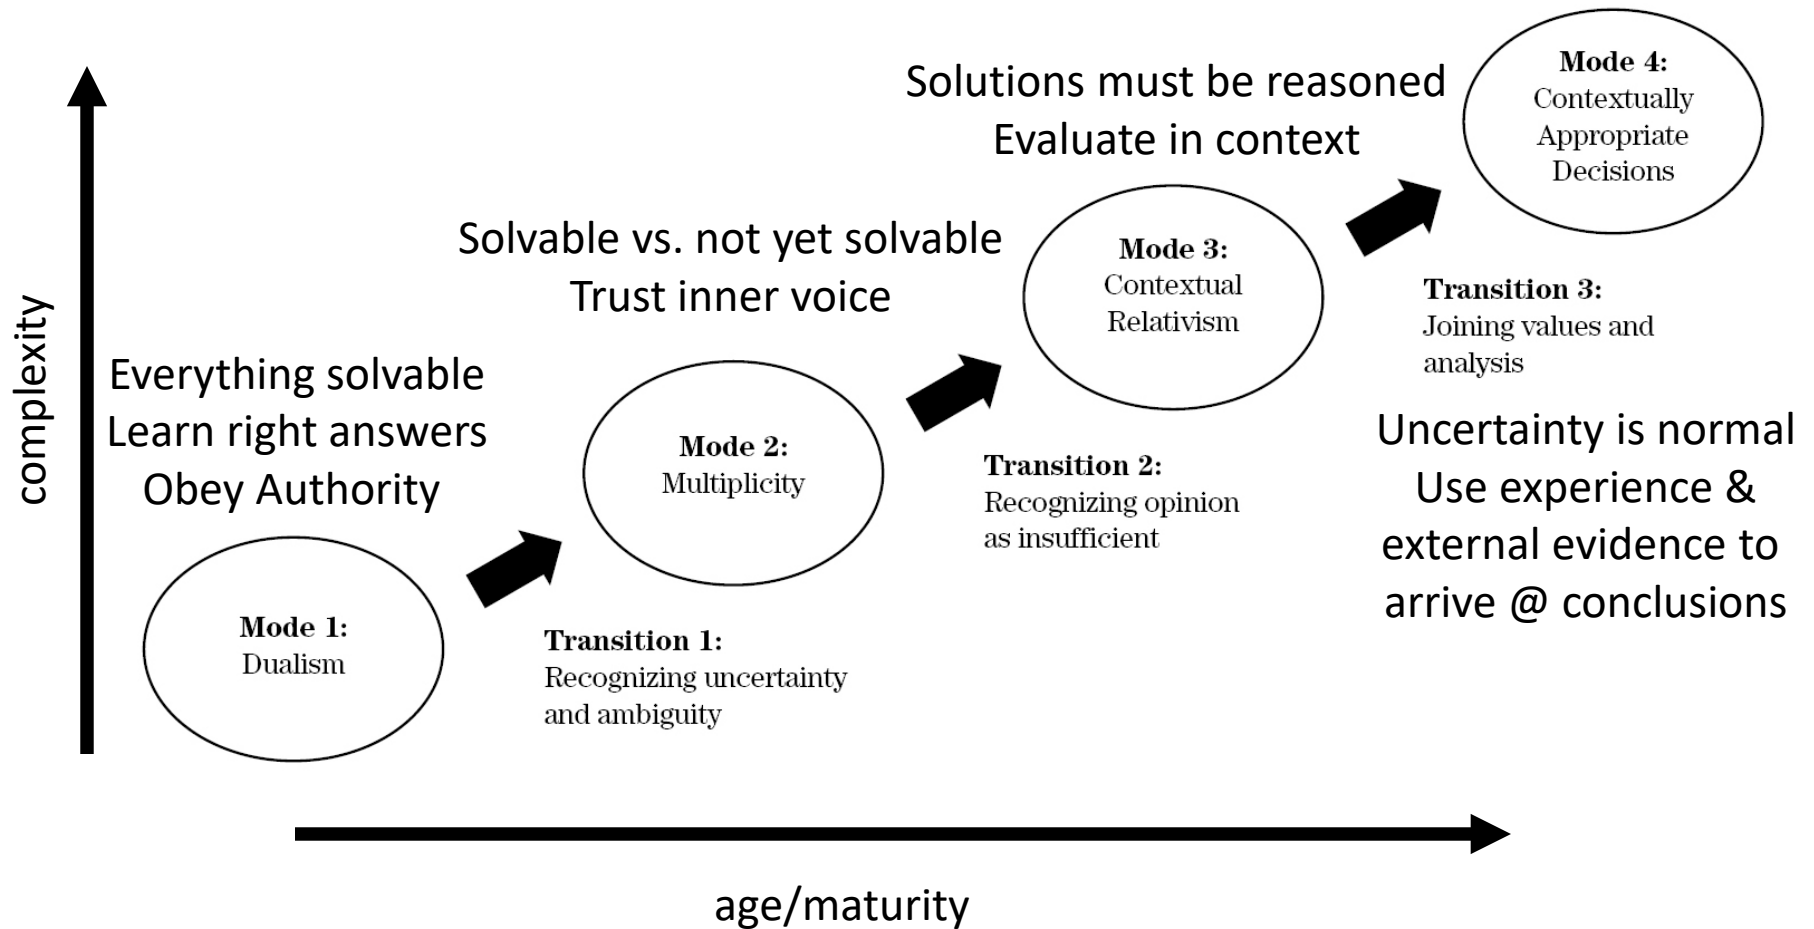 complexity
Everything solvable
Learn right answers
Obey Authority
Mode 1:
Dualism
Transition 1:
Recognizing uncertainty
and ambiguity
Solvable vs. not yet solvable
Trust inner voice
Mode 2:
Multiplicity
Transition 2:
Recognizing opinion
as insufficient
Solutions must be reasoned
Evaluate in context
Mode 3:
Contextual
Relativism
Transition 3:
Joining values and
analysis
Mode 4:
Contextually
Appropriate
Decisions
Uncertainty is normal
Use experience &
external evidence to
arrive @ conclusions
age/maturity